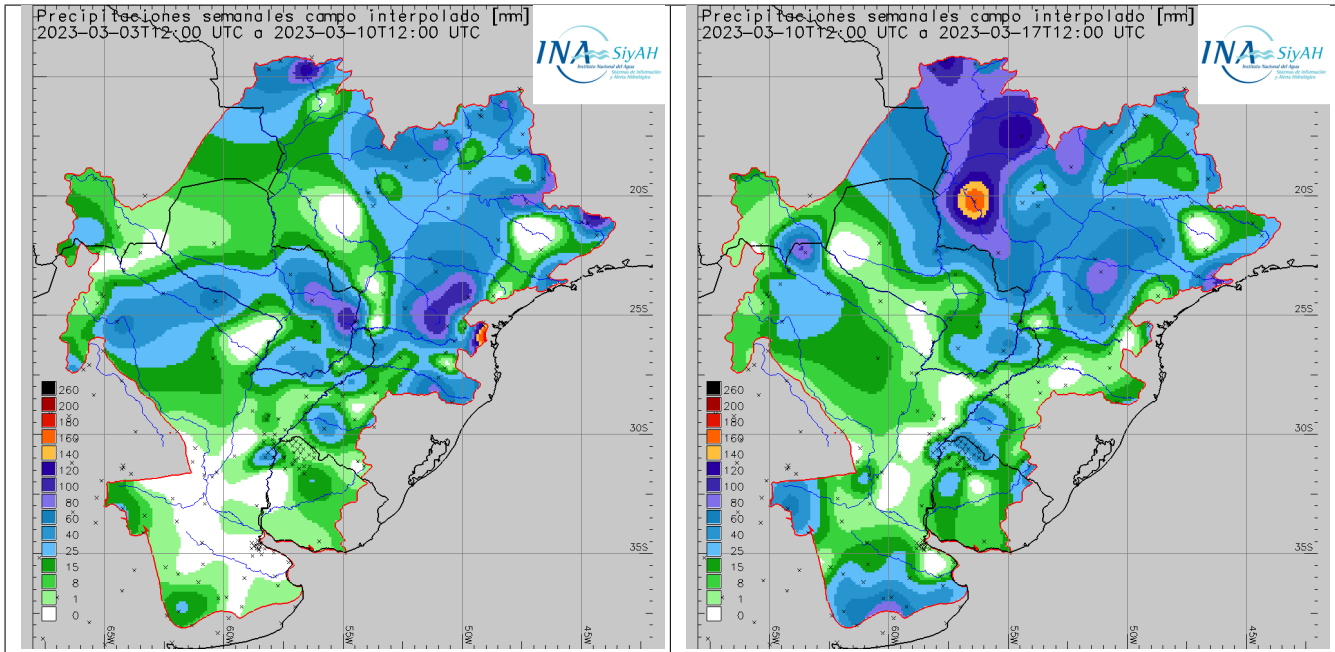 Precipitaciones semanales campo interpolado [mm]
2023-03-03T12:00 UTC a 2023-03-10T12:00 UTC
INA SiyAH
Instituto Nacional del Agua
Sistemas de Información
y Alerta Hidrológico
20S
25S
30S
35S
260
200
180
160
140
120
100
80
60
40
25
15
8
1
0
65W
60W
55W
50W
45W
Precipitaciones semanales campo interpolado [mm]
2023-03-10T12:00 UTC a 2023-03-17T12:00 UTC
INA SiyAH
Instituto Nacional del Agua
Sistemas de Información
y Alerta Hidrológico
20S
25S
30S
35S
260
200
180
160
140
120
100
80
60
40
25
15
8
1
0
65W
60W
55W
50W
45W